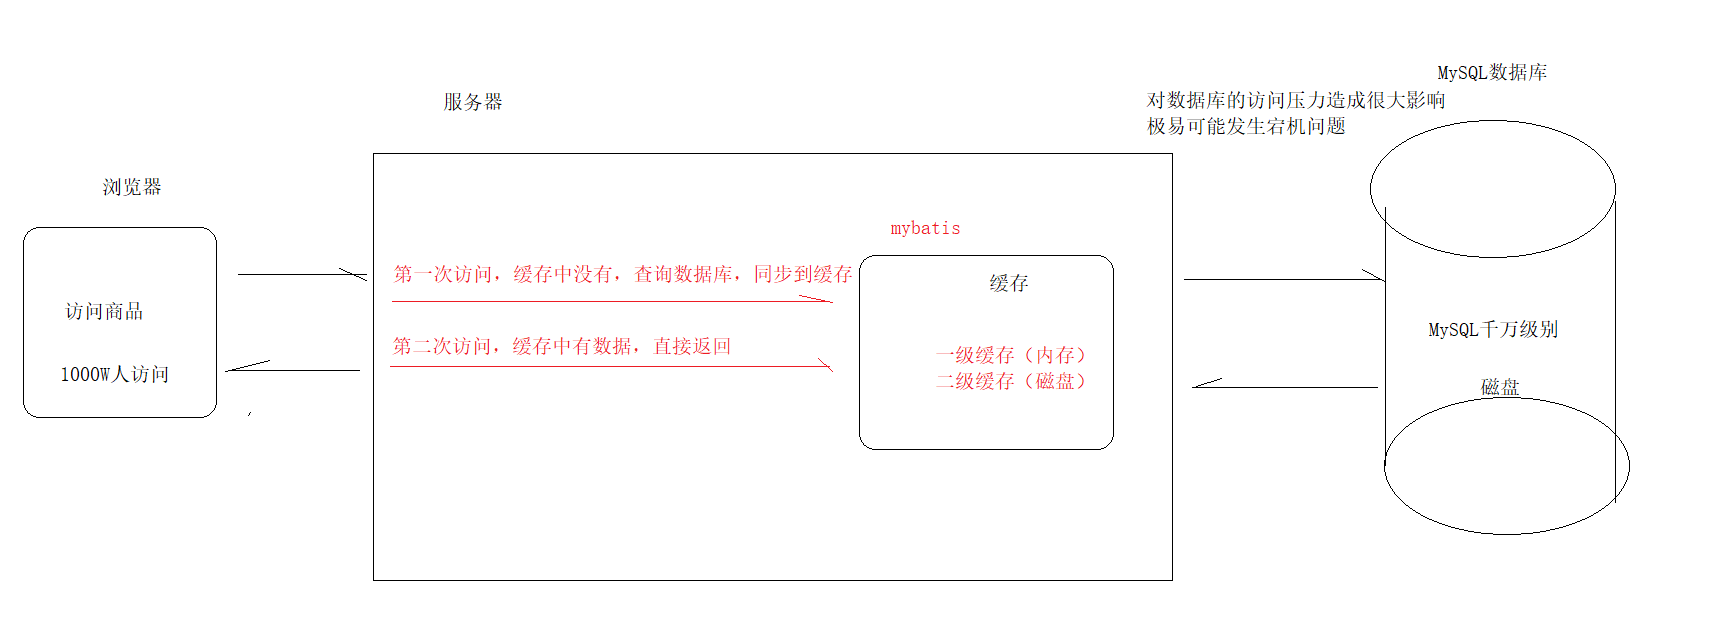 MySQL数据库
服务器
对数据库的访问压力造成很大影响
极易可能发生宕机问题
浏览器
mybatis
第一次访问，缓存中没有，查询数据库，同步到缓存
缓存
访问商品
MySQL千万级别
第二次访问，缓存中有数据，直接返回
一级缓存（内存）
1000W人访问
二级缓存（磁盘）
磁盘